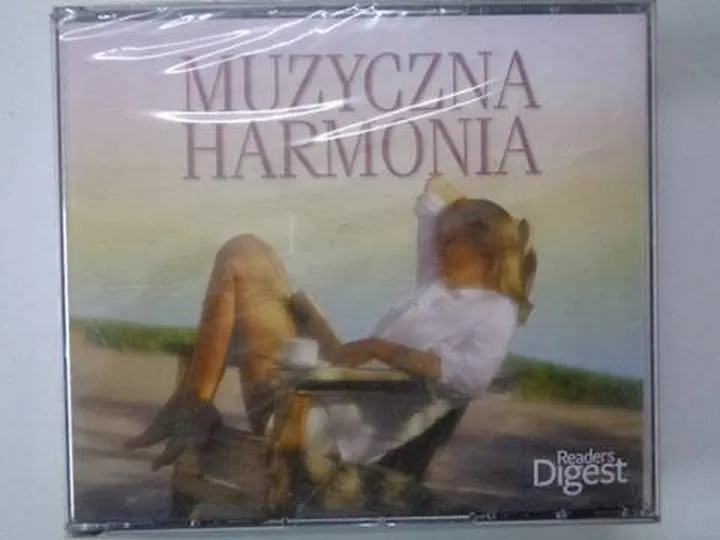 MUZYCZNA
HARMONIA
Readers
Digest